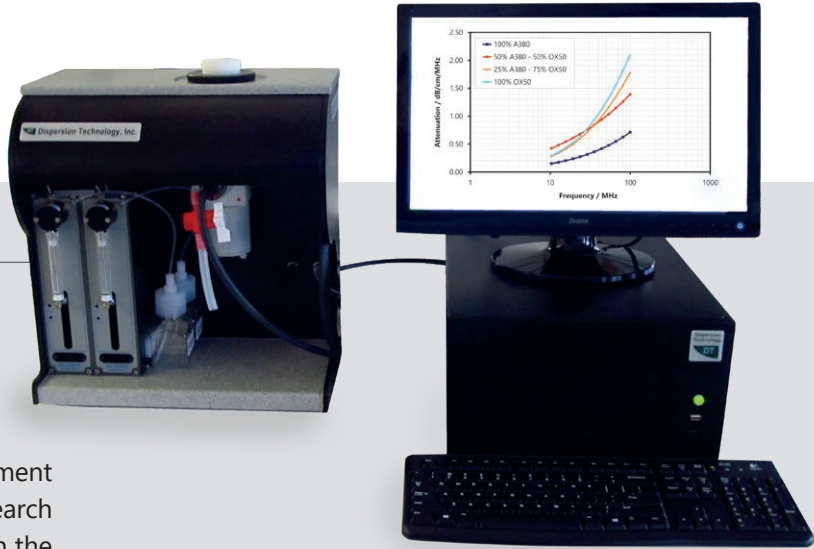 Dispersion Technology, Inc.
2.50
2.00
1.50
1.00
0.50
0.00
Attenuation / dB/cm/MHz
100% A380
50% A380 - 50% OX50
25% A380 - 75% OX50
100% OX50
1
10
100
1000
Frequency / MHz
iiyama
Dispersion
Technology
DT
ment
earch
n the